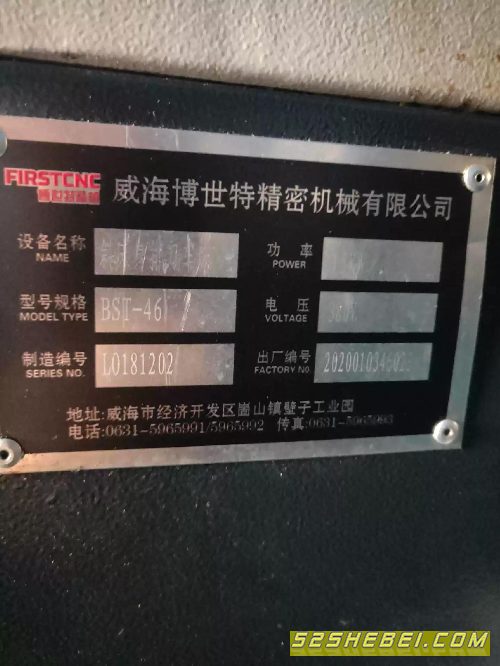 FIRSTCNC 威海博世特精密机械有限公司
设备名称 功率
NAME POWER
型号规格 BST-46 电压
MODEL TYPE VOLTAGE
制造编号 L0181202 出厂编号
SERIES NO. FACTORY NO.
地址:威海市经济开发区崮山镇璧子工业园
电话:0631-5965991/5965992 传真:0631-5965993
52SHEBEI.COM